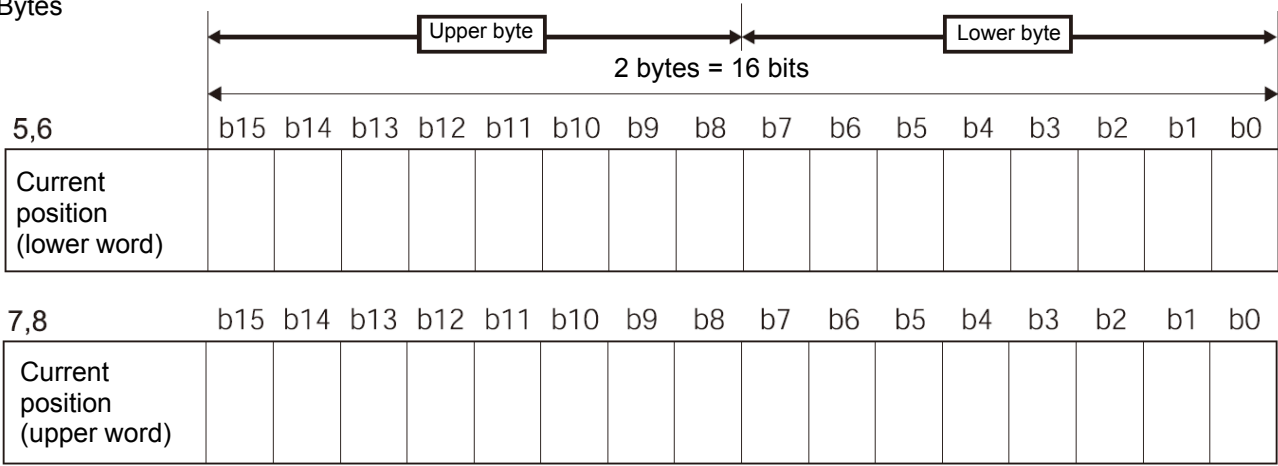 Bytes
Upper byte Lower byte
2 bytes = 16 bits
5,6 b15 b14 b13 b12 b11 b10 b9 b8 b7 b6 b5 b4 b3 b2 b1 b0
Current
position
(lower word)
7,8 b15 b14 b13 b12 b11 b10 b9 b8 b7 b6 b5 b4 b3 b2 b1 b0
Current
position
(upper word)